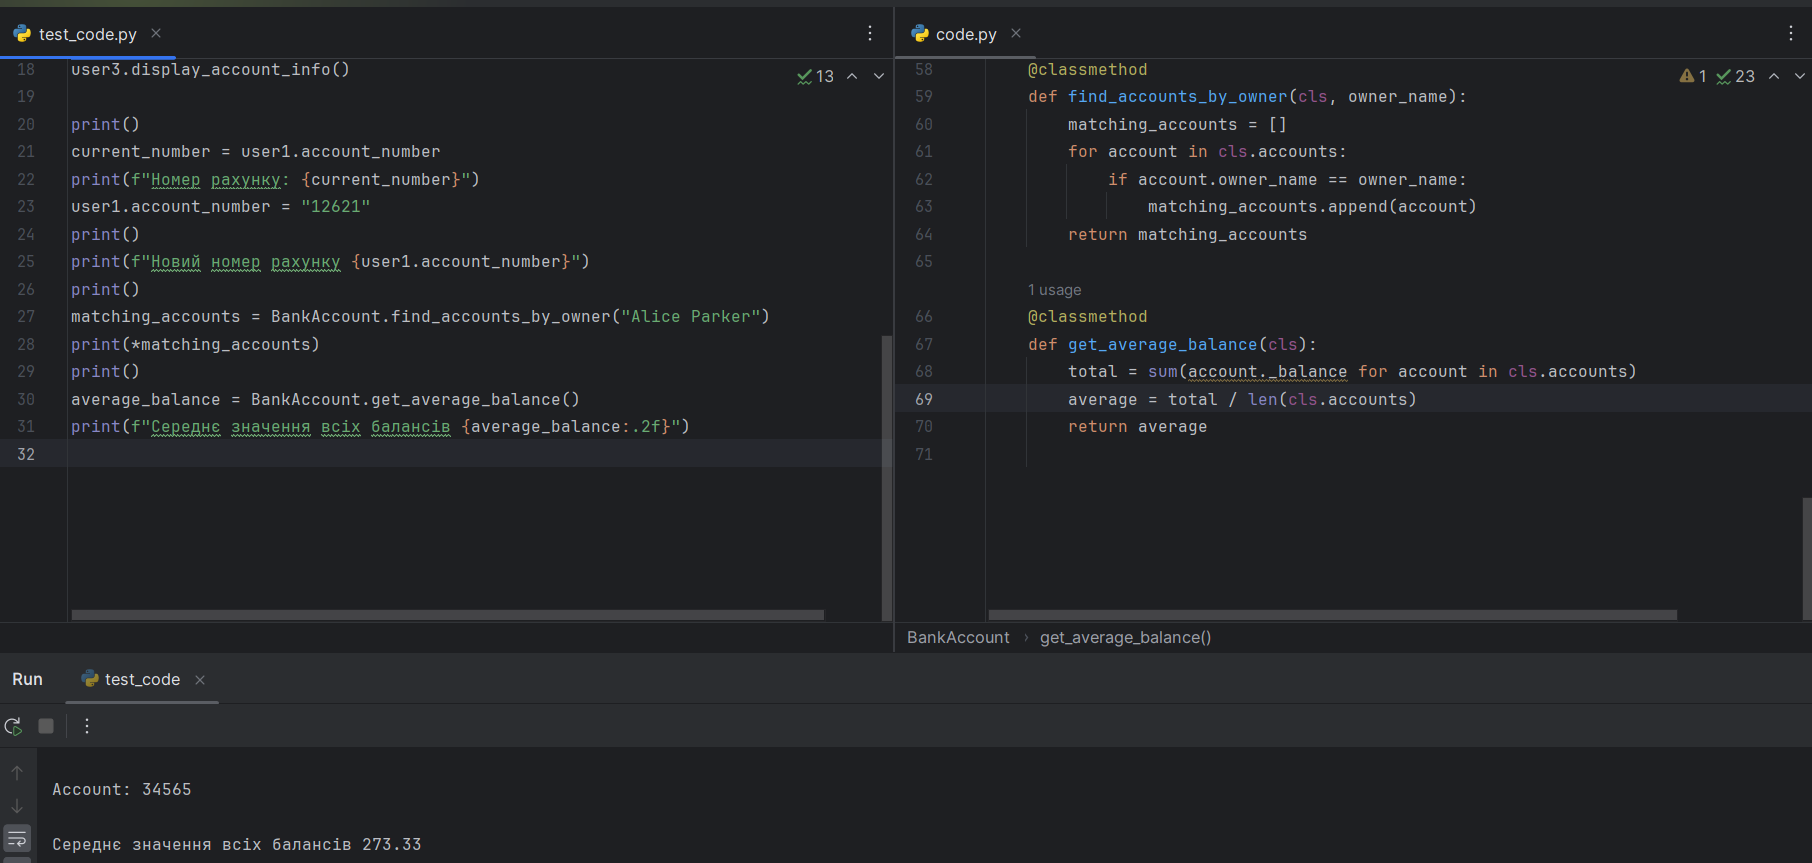 test_code.py
18 user3.display_account_info()
13
19
20 print()
21 current_number = user1.account_number
22 print(f"Номер рахунку: {current_number}")
23 user1.account_number = "12621"
24 print()
25 print(f"Новий номер рахунку {user1.account_number}")
26 print()
27 matching_accounts = BankAccount.find_accounts_by_owner("Alice Parker")
28 print(*matching_accounts)
29 print()
30 average_balance = BankAccount.get_average_balance()
31 print(f"Середнє значення всіх балансів {average_balance:.2f}")
32
code.py
58 @classmethod
1 23
59 def find_accounts_by_owner(cls, owner_name):
60 matching_accounts = []
61 for account in cls.accounts:
62 if account.owner_name == owner_name:
63 matching_accounts.append(account)
64 return matching_accounts
65
1 usage
66 @classmethod
67 def get_average_balance(cls):
68 total = sum(account._balance for account in cls.accounts)
69 average = total / len(cls.accounts)
70 return average
71
BankAccount › get_average_balance()
Run test_code
Account: 34565
Середнє значення всіх балансів 273.33